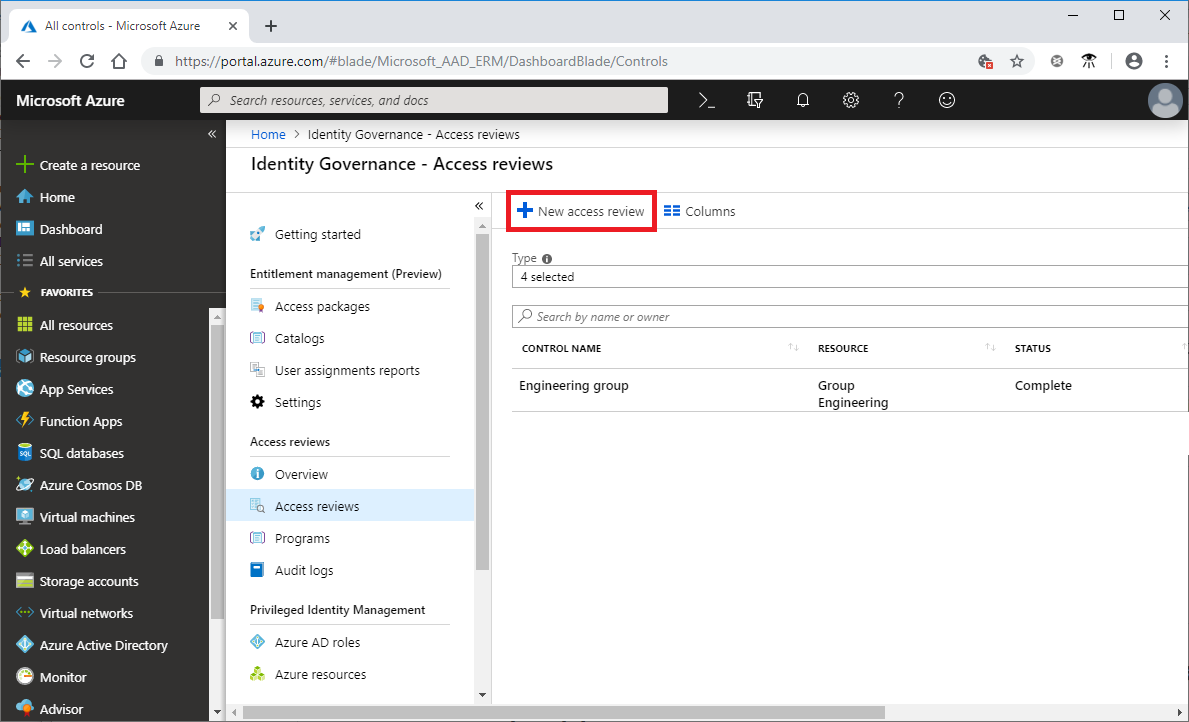 All controls - Microsoft Azure
https://portal.azure.com/#blade/Microsoft_AAD_ERM/DashboardBlade/Controls
Microsoft Azure
Search resources, services, and docs
Create a resource
Home
Dashboard
All services
FAVORITES
All resources
Resource groups
App Services
Function Apps
SQL databases
Azure Cosmos DB
Virtual machines
Load balancers
Storage accounts
Virtual networks
Azure Active Directory
Monitor
Advisor
Home > Identity Governance - Access reviews
Identity Governance - Access reviews
Getting started
Entitlement management (Preview)
Access packages
Catalogs
User assignments reports
Settings
Access reviews
Overview
Access reviews
Programs
Audit logs
Privileged Identity Management
Azure AD roles
Azure resources
New access review
Columns
Type
4 selected
Search by name or owner
CONTROL NAME RESOURCE STATUS
Engineering group Group Complete
Engineering